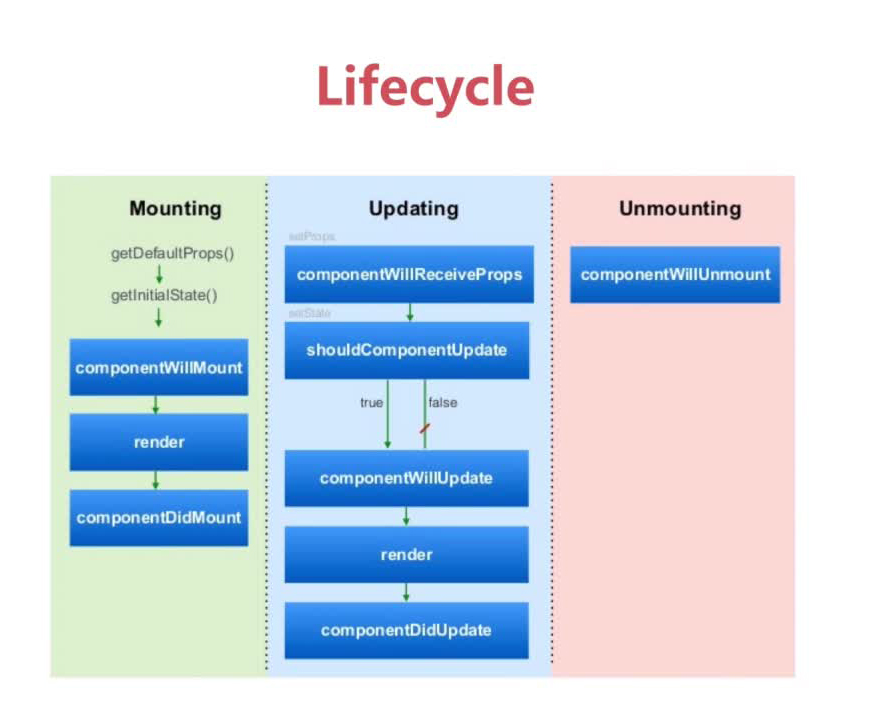 Lifecycle
Mounting
getDefaultProps()
getInitialState()
componentWillMount
render
componentDidMount
Updating
setProps
componentWillReceiveProps
setState
shouldComponentUpdate
true
false
componentWillUpdate
render
componentDidUpdate
Unmounting
componentWillUnmount